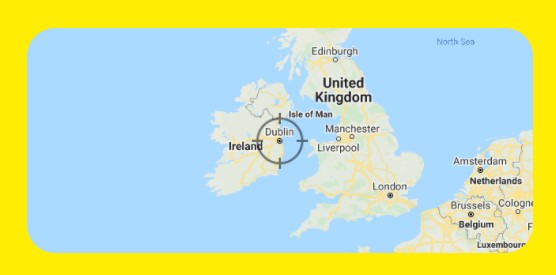 North Sea
Edinburgh
United
Kingdom
Isle of Man
Dublin
Manchester
Ireland
Liverpool
Amsterdam
Netherlands
London
Brussels
Cologne
Belgium
F
Luxembourg